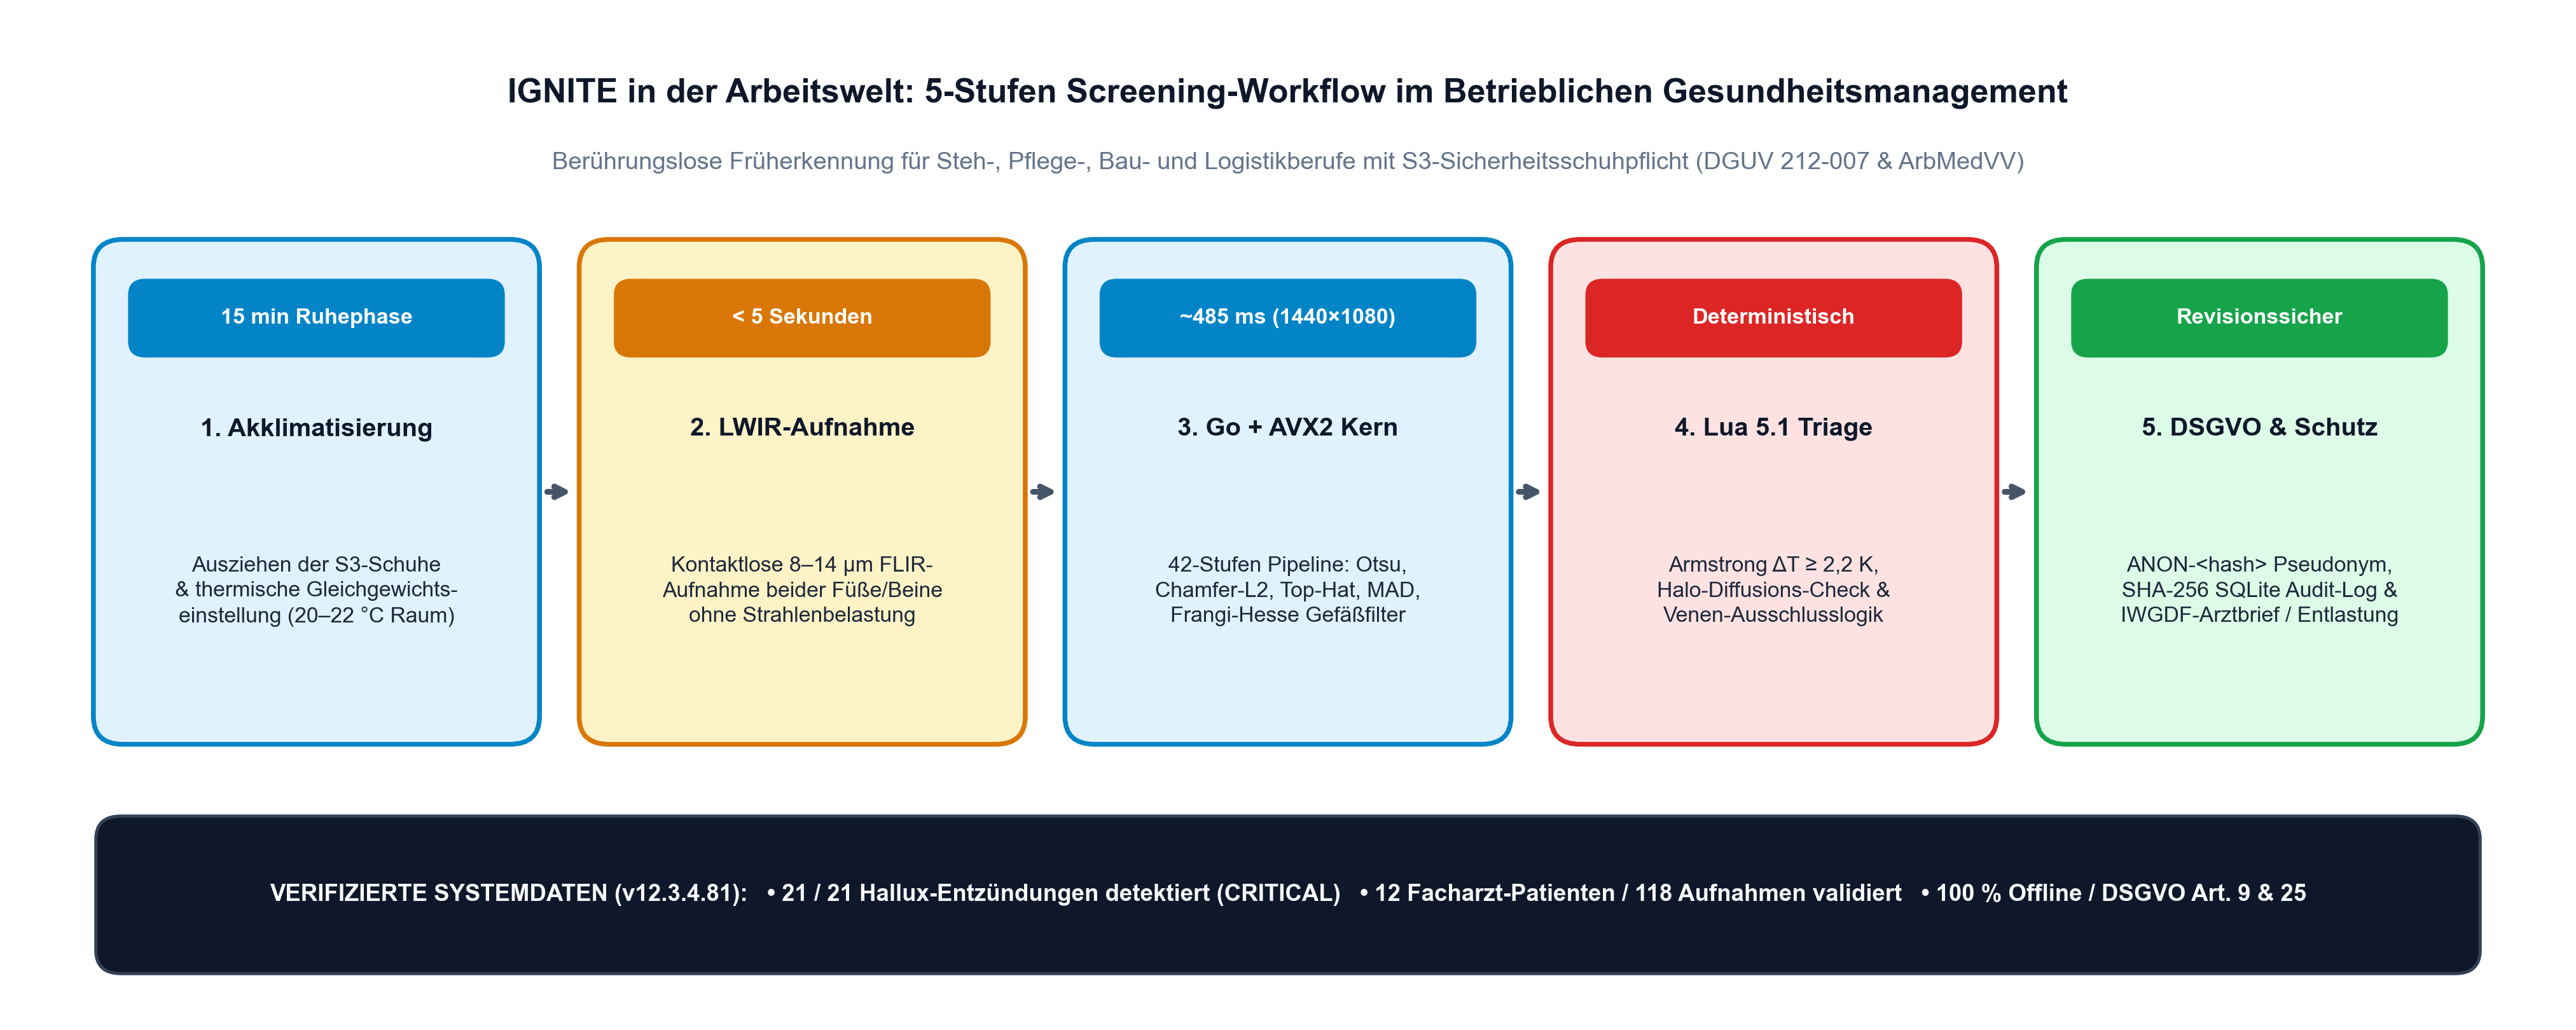 IGNITE in der Arbeitswelt: 5-Stufen Screening-Workflow im Betrieblichen Gesundheitsmanagement
Berührungslose Früherkennung für Steh-, Pflege-, Bau- und Logistikberufe mit S3-Sicherheitsschuhpflicht (DGUV 212-007 & ArbMedVV)
15 min Ruhephase
1. Akklimatisierung
Ausziehen der S3-Schuhe
& thermische Gleichgewichts-
einstellung (20–22 °C Raum)
< 5 Sekunden
2. LWIR-Aufnahme
Kontaktlose 8–14 µm FLIR-
Aufnahme beider Füße/Beine
ohne Strahlenbelastung
~485 ms (1440×1080)
3. Go + AVX2 Kern
42-Stufen Pipeline: Otsu,
Chamfer-L2, Top-Hat, MAD,
Frangi-Hesse Gefäßfilter
Deterministisch
4. Lua 5.1 Triage
Armstrong ΔT ≥ 2,2 K,
Halo-Diffusions-Check &
Venen-Ausschlusslogik
Revisionssicher
5. DSGVO & Schutz
ANON-<hash> Pseudonym,
SHA-256 SQLite Audit-Log &
IWGDF-Arztbrief / Entlastung
VERIFIZIERTE SYSTEMDATEN (v12.3.4.81): • 21 / 21 Hallux-Entzündungen detektiert (CRITICAL) • 12 Facharzt-Patienten / 118 Aufnahmen validiert • 100 % Offline / DSGVO Art. 9 & 25